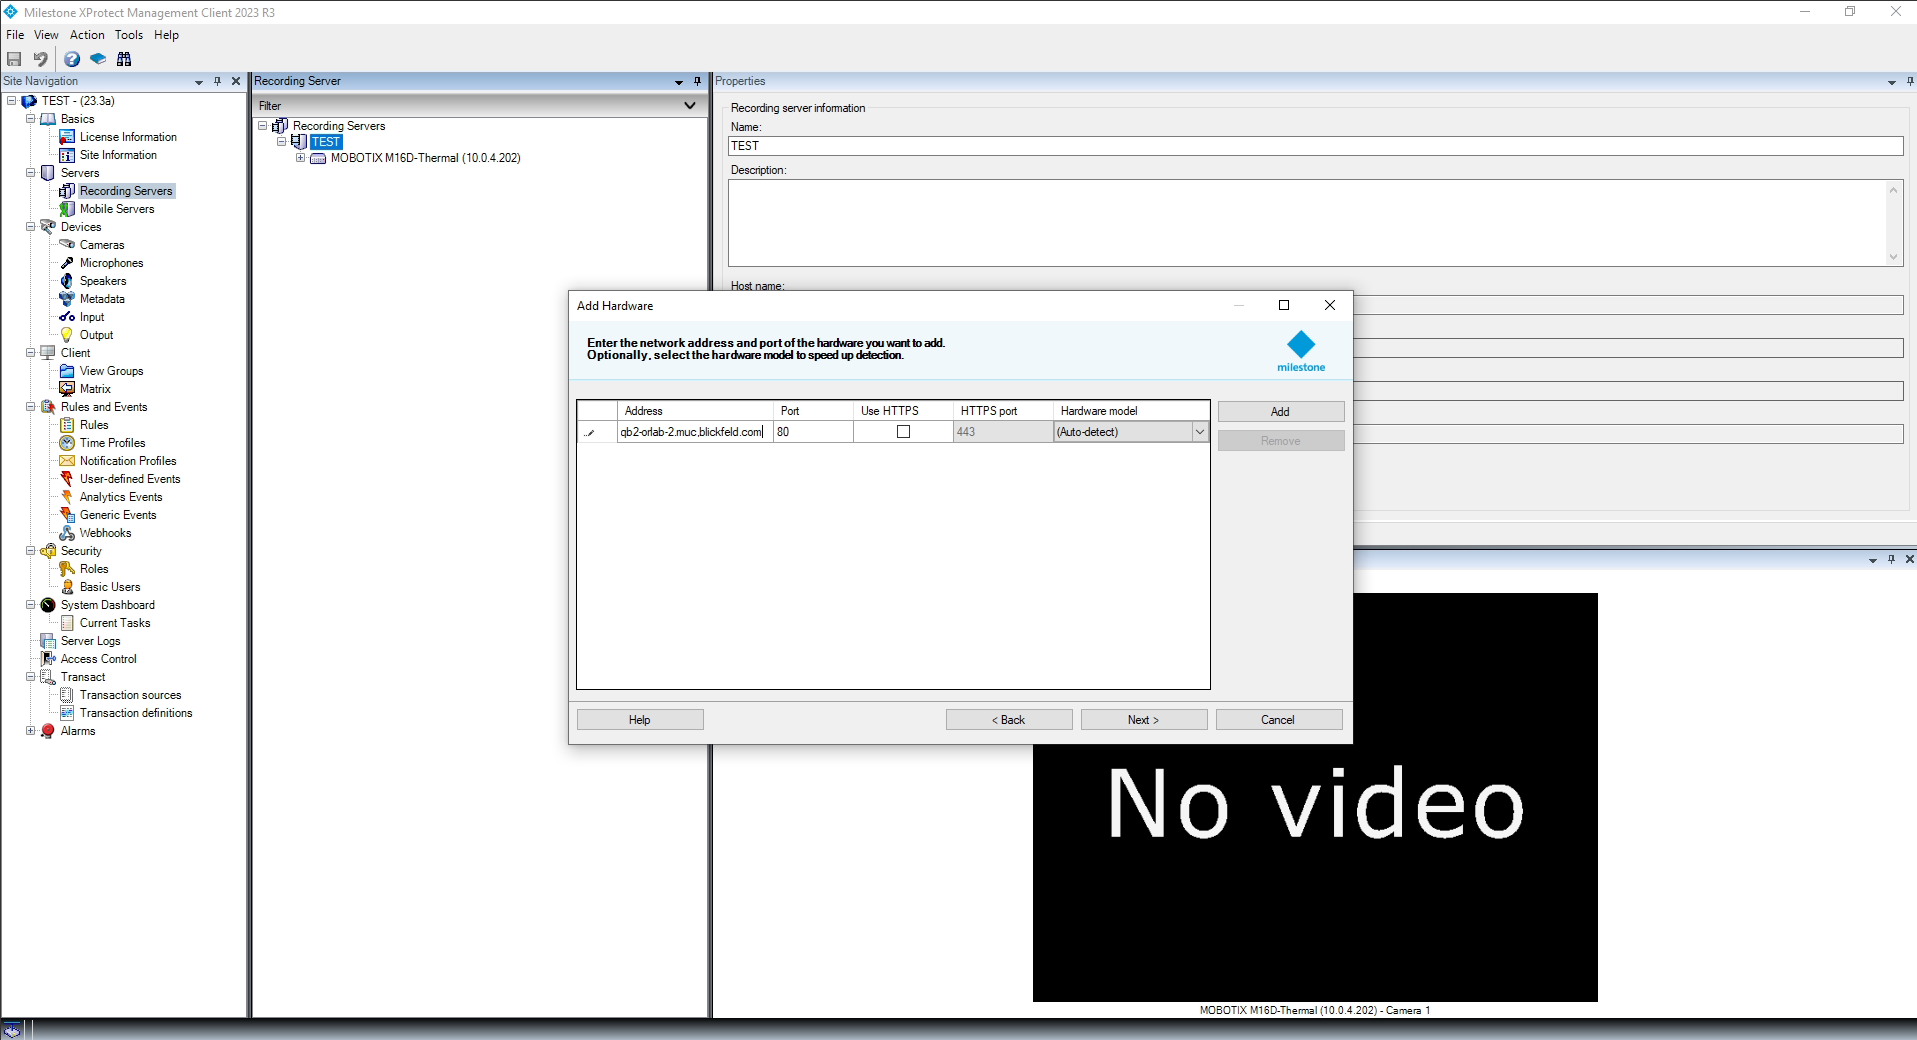 Milestone XProtect Management Client 2023 R3
File View Action Tools Help
Site Navigation
TEST - (23.3a)
Basics
License Information
Site Information
Servers
Recording Servers
Mobile Servers
Devices
Cameras
Microphones
Speakers
Metadata
Input
Output
Client
View Groups
Matrix
Rules and Events
Rules
Time Profiles
Notification Profiles
User-defined Events
Analytics Events
Generic Events
Webhooks
Security
Roles
Basic Users
System Dashboard
Current Tasks
Server Logs
Access Control
Transact
Transaction sources
Transaction definitions
Alarms
Recording Server
Filter
Recording Servers
TEST
MOBOTIX M16D-Thermal (10.0.4.202)
Properties
Recording server information
Name:
TEST
Description:
Host name:
Add Hardware
Enter the network address and port of the hardware you want to add.
Optionally, select the hardware model to speed up detection.
milestone
Address Port Use HTTPS HTTPS port Hardware model
qb2-orlab-2.muc,blickfeld.com 80 443 (Auto-detect)
Add
Remove
Help < Back Next > Cancel
No video
MOBOTIX M16D-Thermal (10.0.4.202) - Camera 1